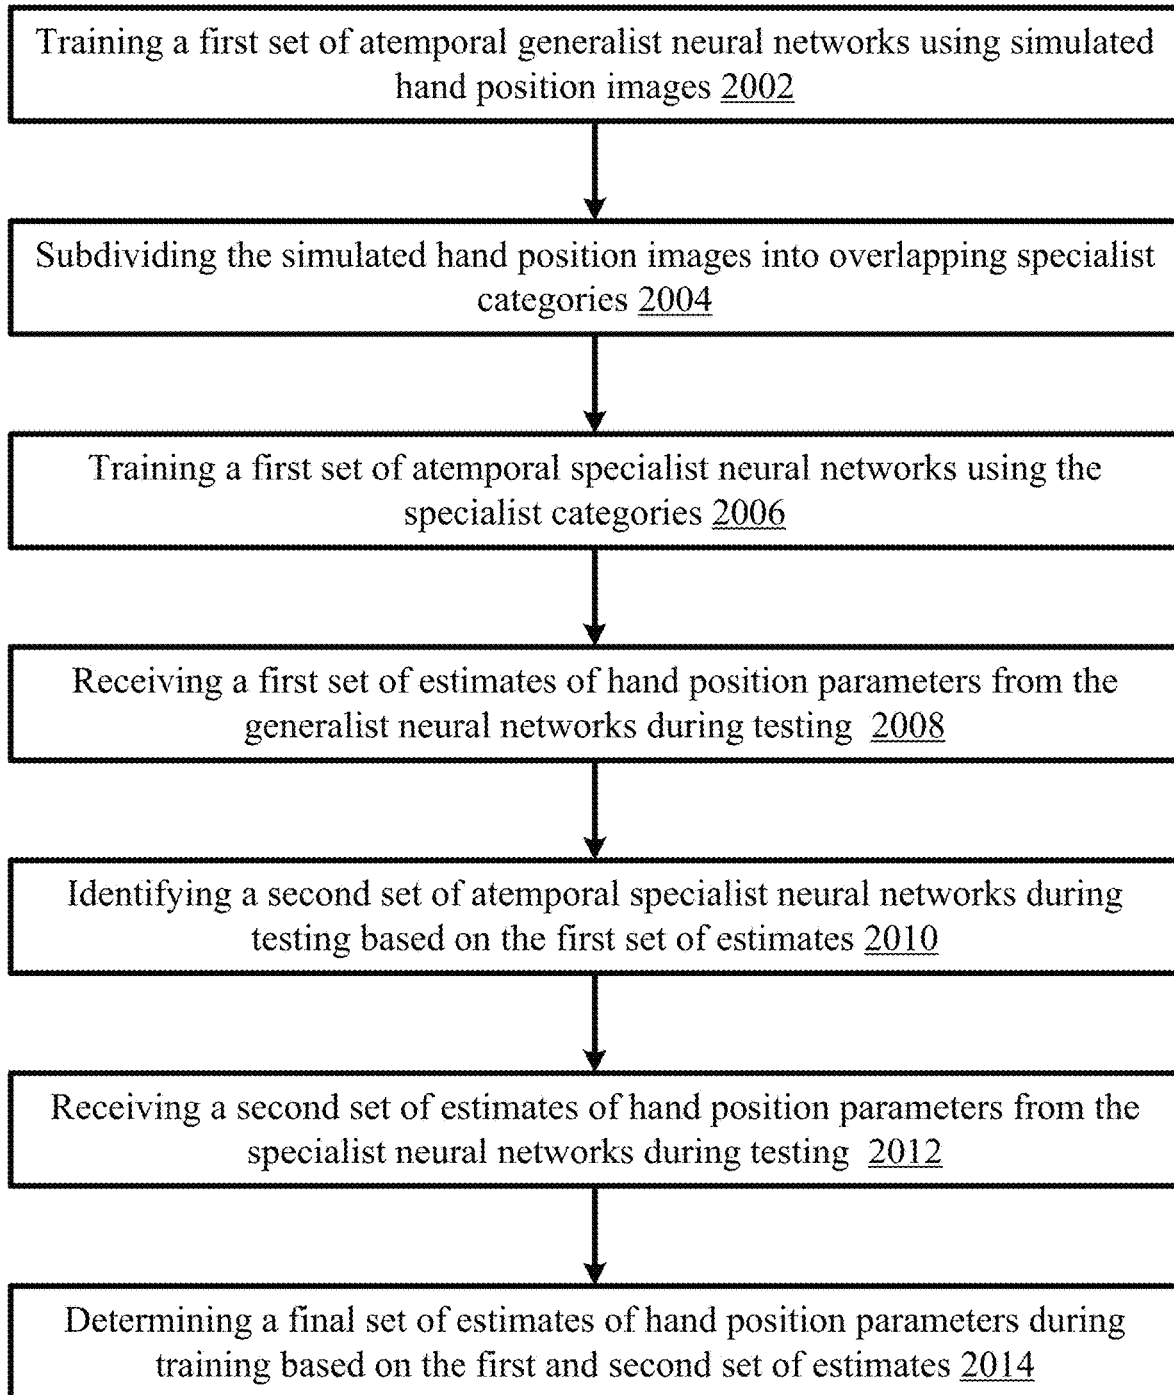 Training a first set of atemporal generalist neural networks using simulated
hand position images 2002
Subdividing the simulated hand position images into overlapping specialist
categories 2004
Training a first set of atemporal specialist neural networks using the
specialist categories 2006
Receiving a first set of estimates of hand position parameters from the
generalist neural networks during testing 2008
Identifying a second set of atemporal specialist neural networks during
testing based on the first set of estimates 2010
Receiving a second set of estimates of hand position parameters from the
specialist neural networks during testing 2012
Determining a final set of estimates of hand position parameters during
training based on the first and second set of estimates 2014